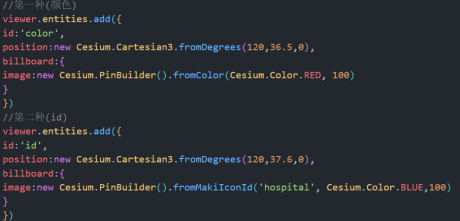 //第一种(颜色)
viewer.entities.add({
id:'color',
position:new Cesium.Cartesian3.fromDegrees(120,36.5,0),
billboard:{
image:new Cesium.PinBuilder().fromColor(Cesium.Color.RED, 100)
}
})
//第二种(id)
viewer.entities.add({
id:'id',
position:new Cesium.Cartesian3.fromDegrees(120,37.6,0),
billboard:{
image:new Cesium.PinBuilder().fromMakiIconId('hospital', Cesium.Color.BLUE,100)
}
})